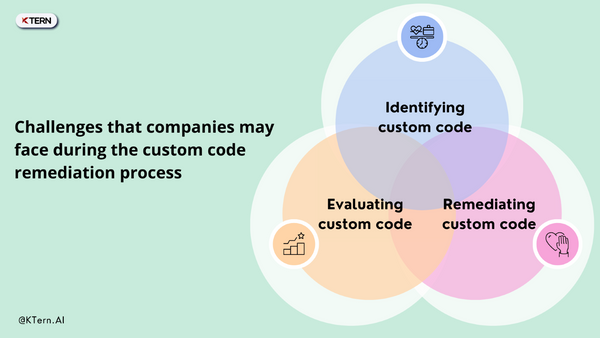 KTERN
Challenges that companies may
face during the custom code
remediation process
Identifying
custom code
Evaluating
custom code
Remediating
custom code
@KTern.AI